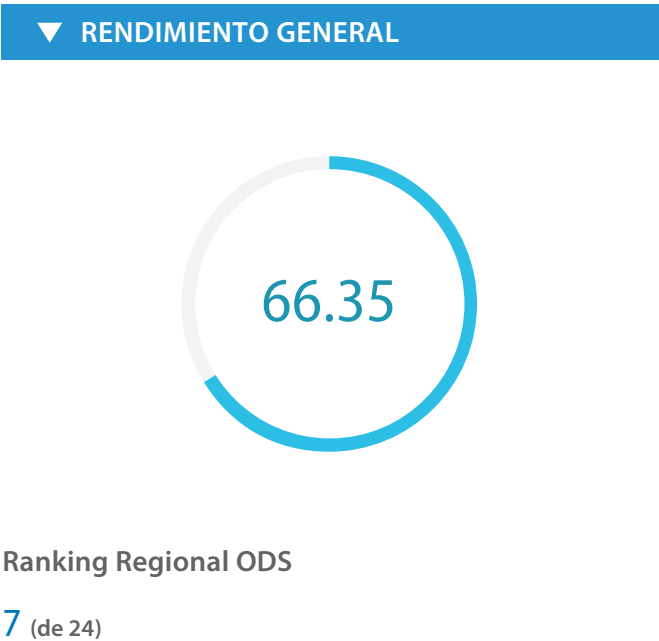 ▼ RENDIMIENTO GENERAL
66.35
Ranking Regional ODS
7 (de 24)